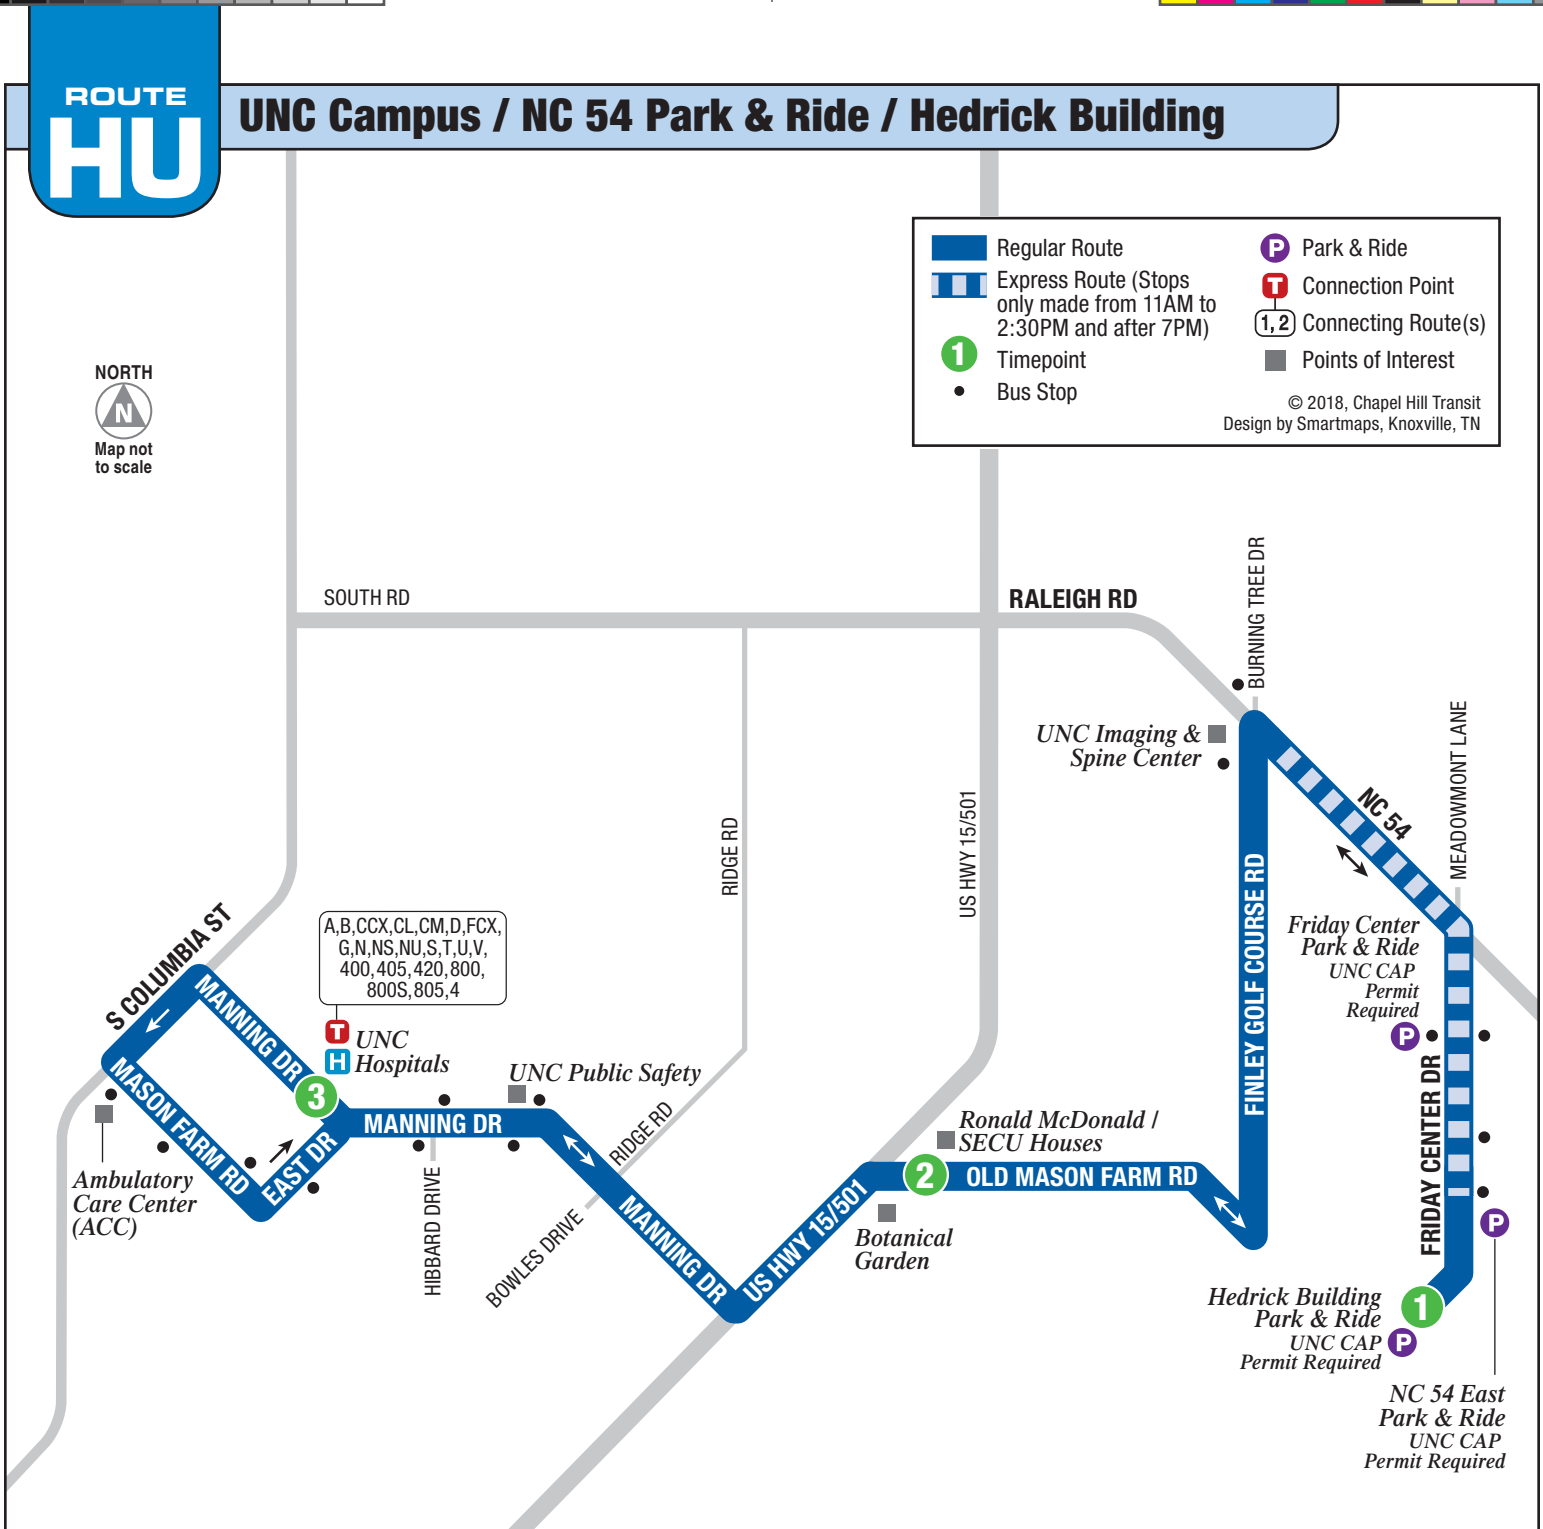 ROUTE
HU
UNC Campus / NC 54 Park & Ride / Hedrick Building
Regular Route
Express Route (Stops
only made from 11AM to
2:30PM and after 7PM)
1
Timepoint
Bus Stop
P
Park & Ride
T
Connection Point
1, 2
Connecting Route(s)
Points of Interest
© 2018, Chapel Hill Transit
Design by Smartmaps, Knoxville, TN
NORTH
N
Map not
to scale
SOUTH RD
RALEIGH RD
BURNING TREE DR
UNC Imaging &
Spine Center
MEADOWMONT LANE
NC 54
RIDGE RD
US HWY 15/501
FINLEY GOLF COURSE RD
Friday Center
Park & Ride
UNC CAP
Permit
Required
P
S COLUMBIA ST
MANNING DR
A,B,CCX,CL,CM,D,FCX,
G,N,NS,NU,S,T,U,V,
400,405,420,800,
800S,805,4
T
H
UNC
Hospitals
3
MASON FARM RD
EAST DR
MANNING DR
UNC Public Safety
RIDGE RD
Ambulatory
Care Center
(ACC)
HIBBARD DRIVE
BOWLES DRIVE
MANNING DR
US HWY 15/501
2
Ronald McDonald /
SECU Houses
OLD MASON FARM RD
Botanical
Garden
FRIDAY CENTER DR
P
Hedrick Building
Park & Ride
UNC CAP
Permit Required
P
1
NC 54 East
Park & Ride
UNC CAP
Permit Required